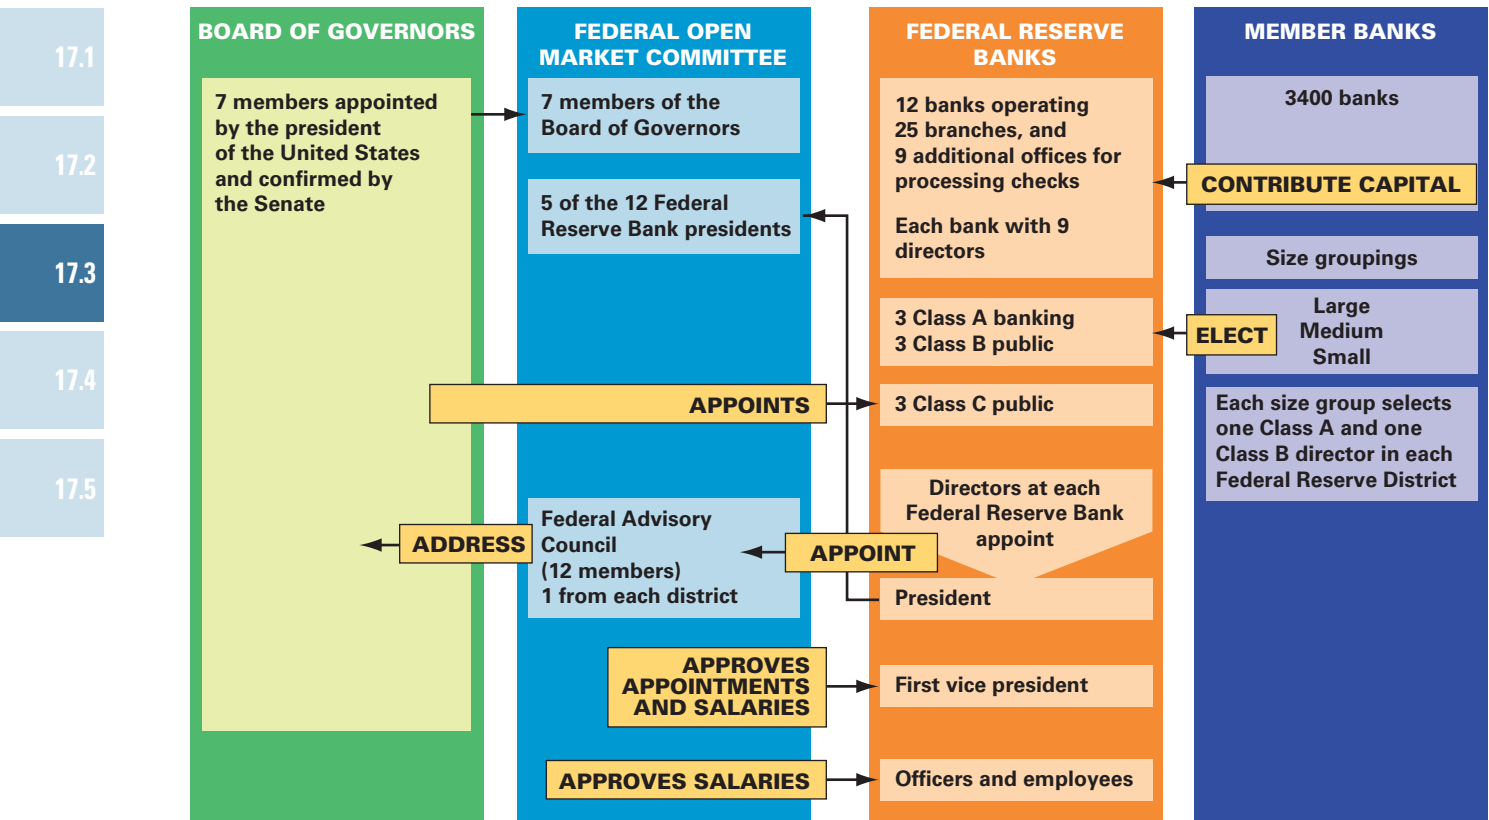 17.1
17.2
17.3
17.4
17.5
BOARD OF GOVERNORS
7 members appointed
by the president
of the United States
and confirmed by
the Senate
FEDERAL OPEN
MARKET COMMITTEE
7 members of the
Board of Governors
5 of the 12 Federal
Reserve Bank presidents
APPOINTS
ADDRESS
Federal Advisory
Council
(12 members)
1 from each district
APPOINT
APPROVES
APPOINTMENTS
AND SALARIES
APPROVES SALARIES
FEDERAL RESERVE
BANKS
12 banks operating
25 branches, and
9 additional offices for
processing checks
Each bank with 9
directors
3 Class A banking
3 Class B public
3 Class C public
Directors at each
Federal Reserve Bank
appoint
President
First vice president
Officers and employees
MEMBER BANKS
3400 banks
CONTRIBUTE CAPITAL
Size groupings
ELECT
Large
Medium
Small
Each size group selects
one Class A and one
Class B director in each
Federal Reserve District